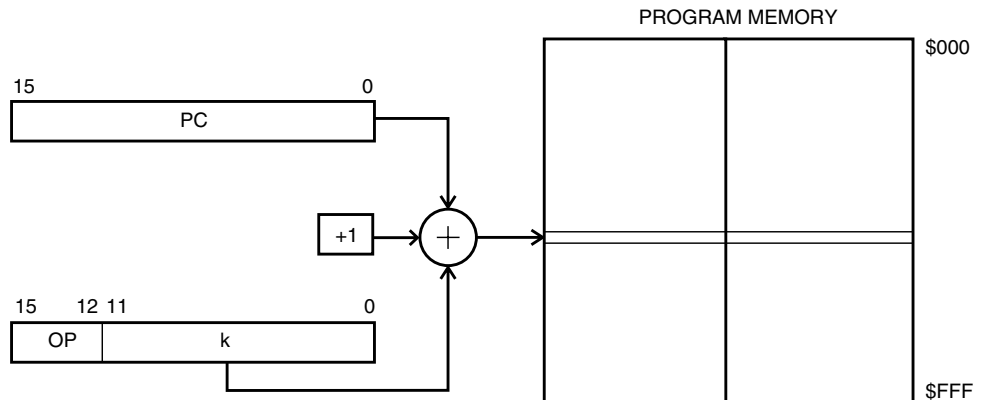 PROGRAM MEMORY
$000
15 0
PC
+1
15 12 11 0
OP k
$FFF